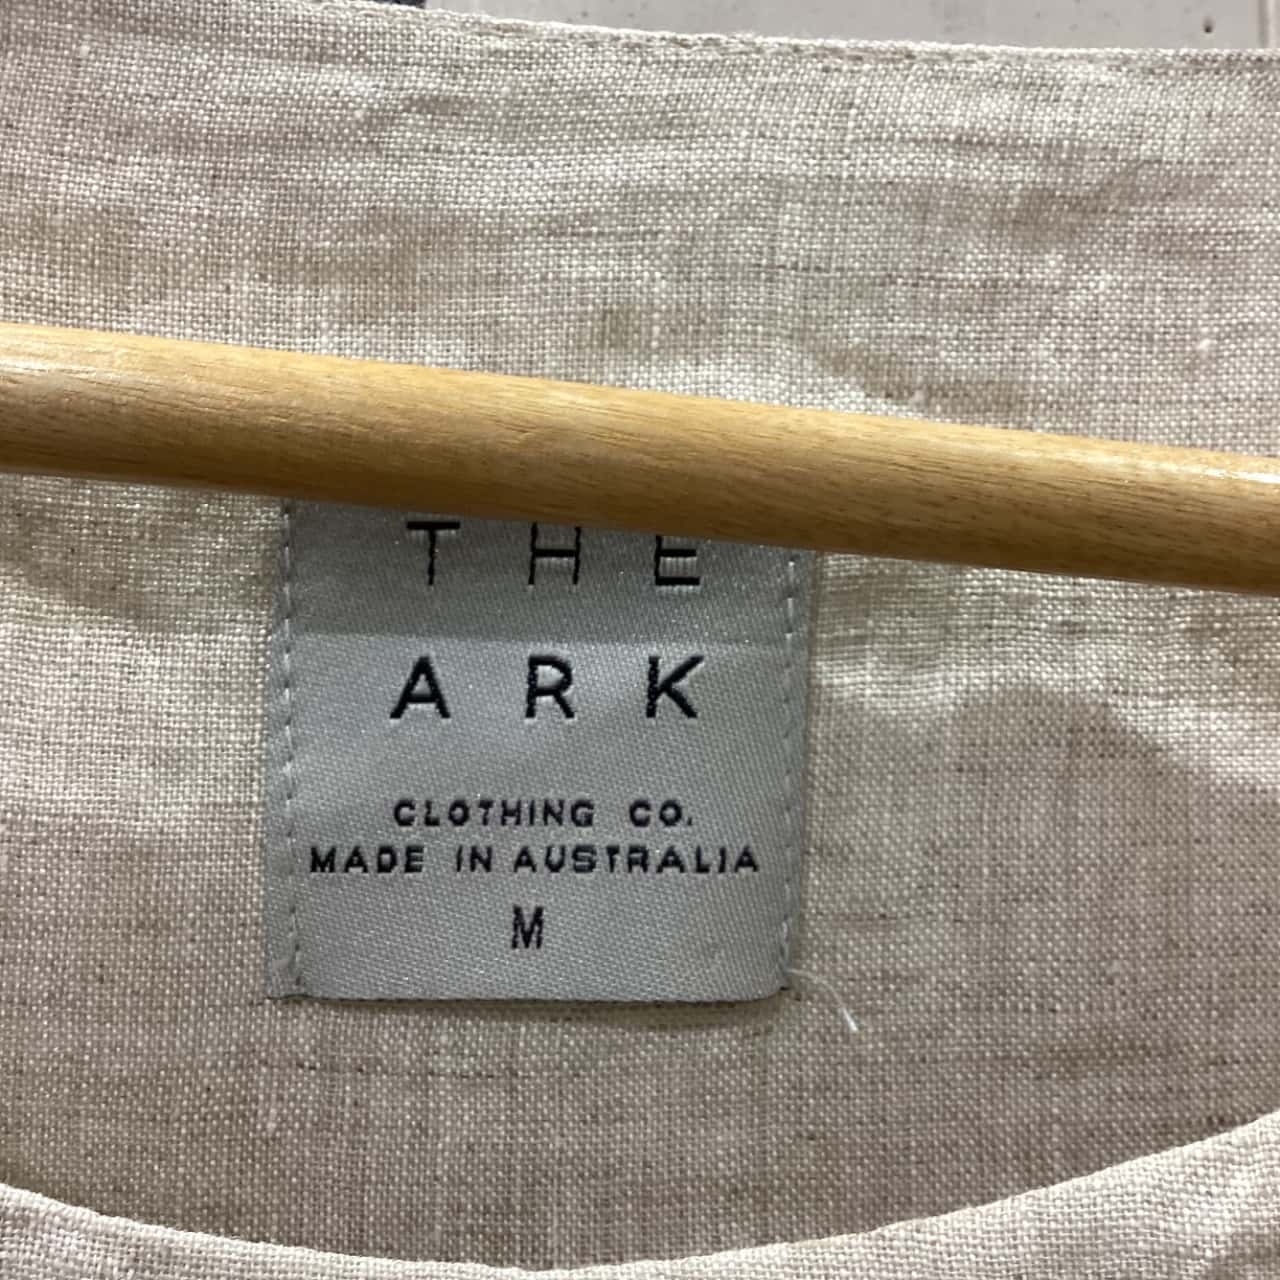 THE
ARK
CLOTHING CO.
MADE IN AUSTRALIA
M